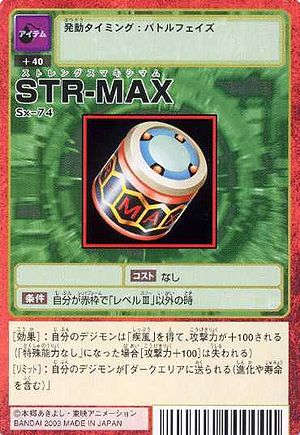 アイテム
発動タイミング：バトルフェイズ
+40
ストレングスマキシマム
STR-MAX
Sx-74
MAX
コスト なし
条件 自分が赤枠で「レベルⅢ」以外の時
[効果]：自分のデジモンは「疾風」を得て、攻撃力が+100される
(「特殊能力なし」になった場合「攻撃+100」は失われる)
[リミット]：自分のデジモンが「ダークエリアに送られる(進化や寿命
を含む)」
©本郷あきよし・東映アニメーション
BANDAI 2003 MADE IN JAPAN